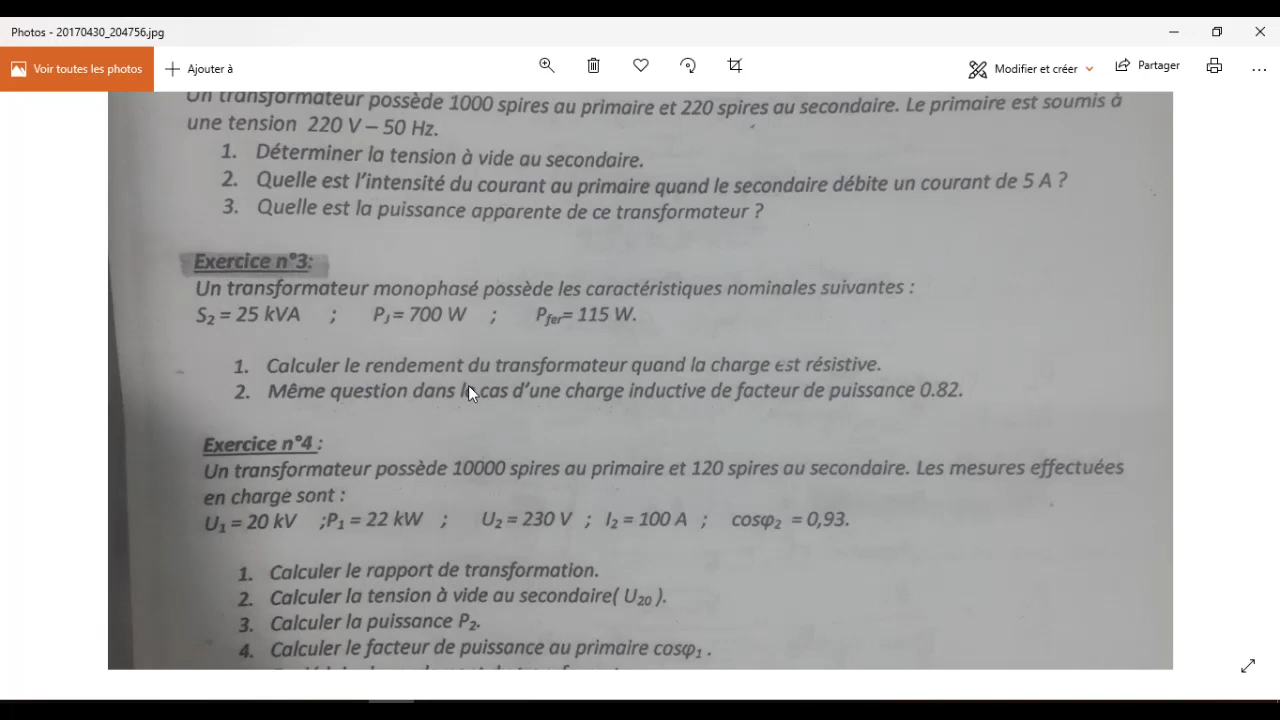 Photos - 20170430_204756.jpg
Voir toutes les photos
Ajouter à
Modifier et créer
Partager
Un transformateur possède 1000 spires au primaire et 220 spires au secondaire. Le primaire est soumis à
une tension 220 V – 50 Hz.
1. Déterminer la tension à vide au secondaire.
2. Quelle est l'intensité du courant au primaire quand le secondaire débite un courant de 5 A ?
3. Quelle est la puissance apparente de ce transformateur ?
Exercice n°3:
Un transformateur monophasé possède les caractéristiques nominales suivantes :
S₂ = 25 kVA ; PJ = 700 W ; Pfer= 115 W.
1. Calculer le rendement du transformateur quand la charge est résistive.
2. Même question dans le cas d'une charge inductive de facteur de puissance 0.82.
Exercice n°4 :
Un transformateur possède 10000 spires au primaire et 120 spires au secondaire. Les mesures effectuées
en charge sont :
U₁ = 20 kV ;P₁ = 22 kW ; U₂ = 230 V ; I₂ = 100 A ; cosφ₂ = 0,93.
1. Calculer le rapport de transformation.
2. Calculer la tension à vide au secondaire( U₂₀ ).
3. Calculer la puissance P₂.
4. Calculer le facteur de puissance au primaire cosφ₁ .